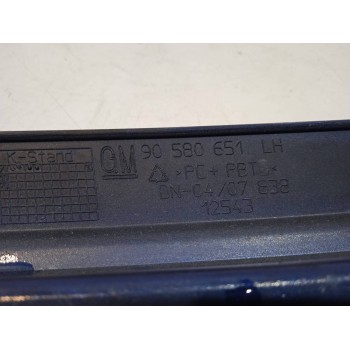 K-Stand
GM 90 580 651 LH
>PC+PBT<
12543